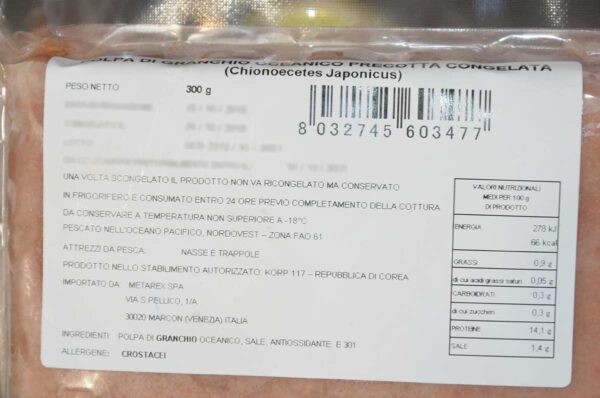 POLPA DI GRANCHIO OCEANICO PRECOTTA CONGELATA
(Chionoecetes Japonicus)
PESO NETTO 300 g
8 032745 603477
UNA VOLTA SCONGELATO IL PRODOTTO NON VA RICONGELATO MA CONSERVATO
IN FRIGORIFERO E CONSUMATO ENTRO 24 ORE PREVIO COMPLETAMENTO DELLA COTTURA.
DA CONSERVARE A TEMPERATURA NON SUPERIORE A -18°C
PESCATO NELL'OCEANO PACIFICO, NORDOVEST – ZONA FAO 61
ATTREZZI DA PESCA: NASSE E TRAPPOLE
PRODOTTO NELLO STABILIMENTO AUTORIZZATO: KORP 117 – REPUBBLICA DI COREA
IMPORTATO DA: METAREX SPA
VIA S.PELLICO, 1/A
30020 MARCON (VENEZIA) ITALIA
INGREDIENTI: POLPA DI GRANCHIO OCEANICO, SALE, ANTIOSSIDANTE: E 301
ALLERGENE: CROSTACEI
VALORI NUTRIZIONALI
MEDI PER 100 g
DI PRODOTTO
ENERGIA 278 kJ
66 kcal
GRASSI 0,9 g
di cui acidi grassi saturi 0,05 g
CARBOIDRATI 0,3 g
di cui zuccheri 0,3 g
PROTEINE 14,1 g
SALE 1,4 g